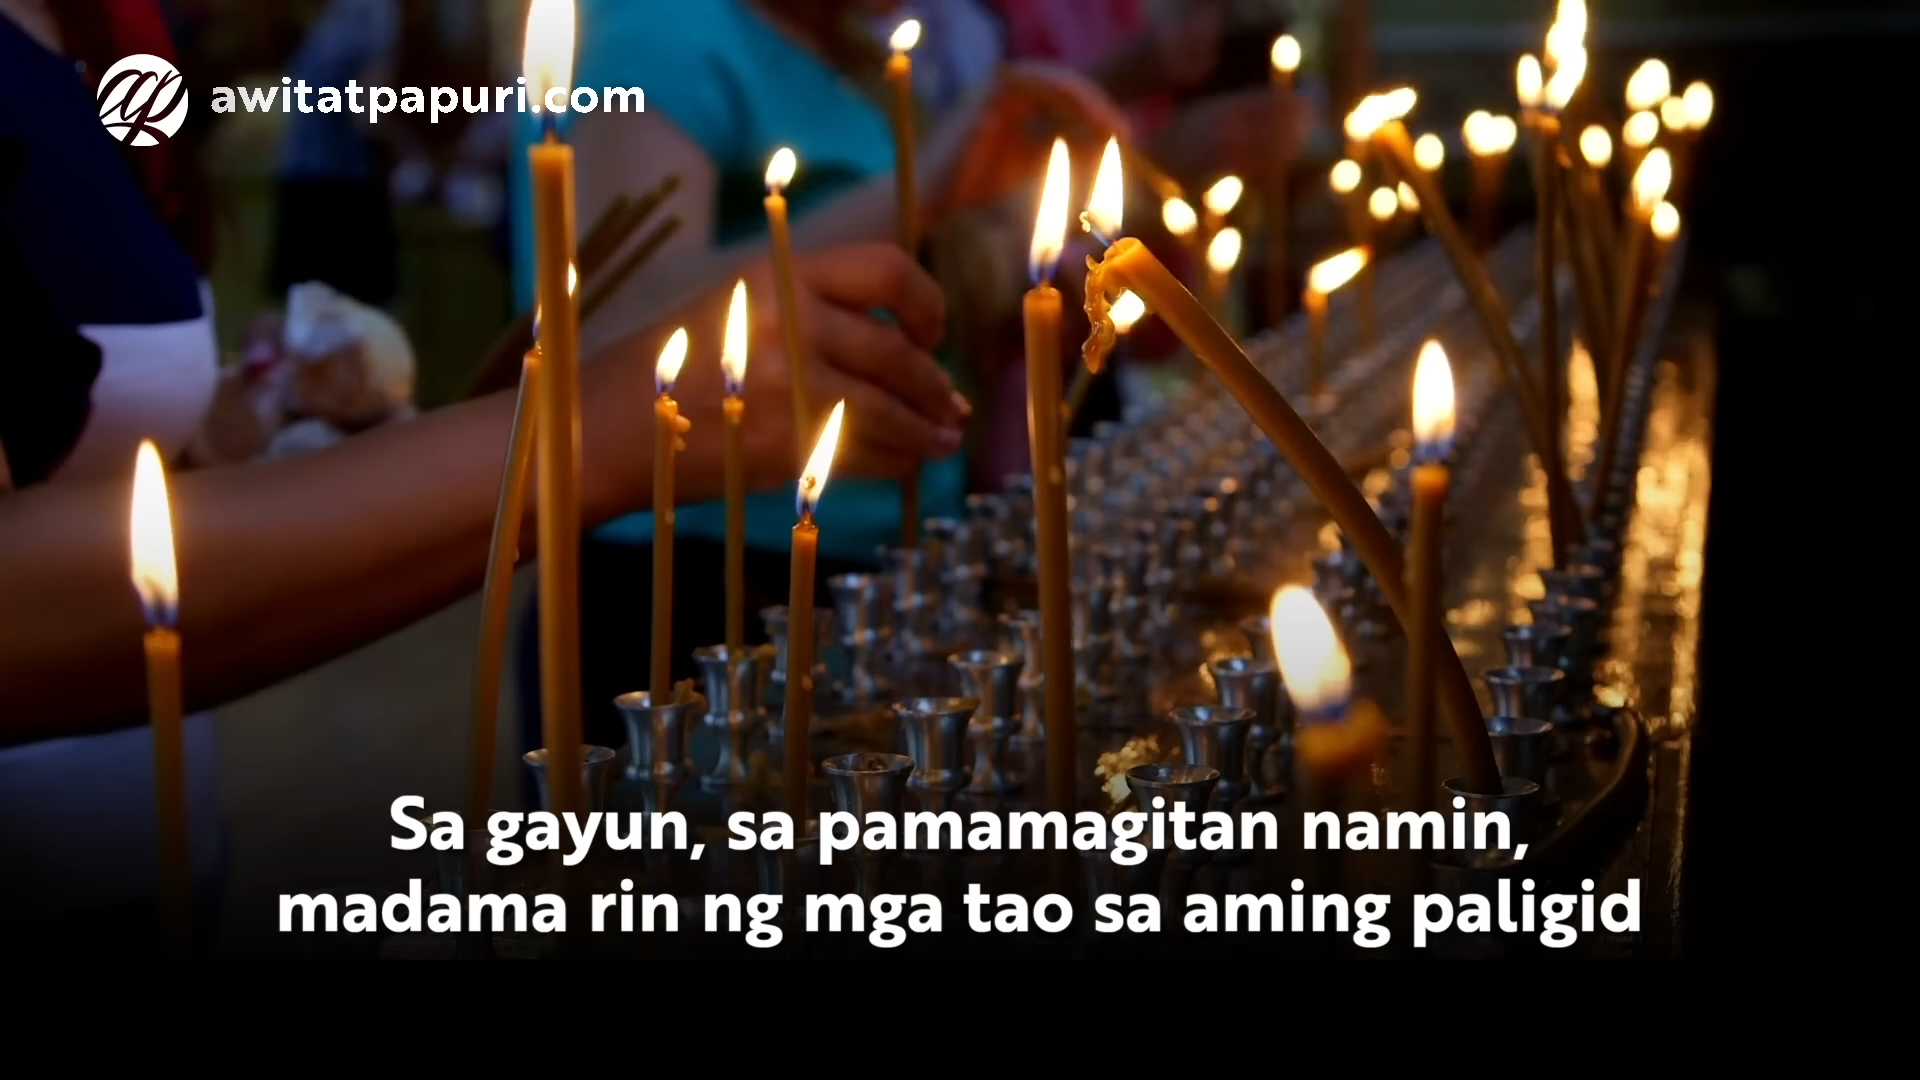 awitatpapuri.com
Sa gayun, sa pamamagitan namin,
madama rin ng mga tao sa aming paligid